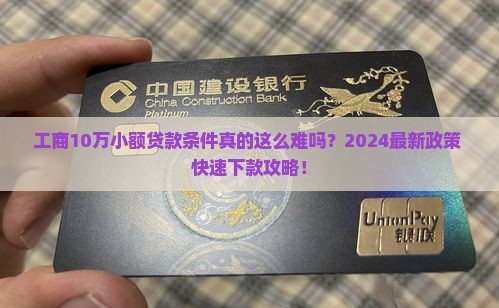 中国建设银行
China Construction Bank
Platinum
工商10万小额贷款条件真的这么难吗？2024最新政策
快速下款攻略！
UnionPay
银联